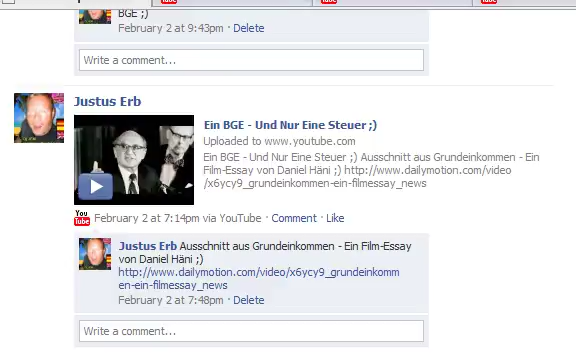 BGE ;)
February 2 at 9:43pm · Delete
Write a comment...
Justus Erb
Ein BGE - Und Nur Eine Steuer ;)
Uploaded to www.youtube.com
Ein BGE - Und Nur Eine Steuer ;) Ausschnitt aus Grundeinkommen - Ein
Film-Essay von Daniel Häni ;) http://www.dailymotion.com/video
/x6ycy9_grundeinkommen-ein-filmessay_news
You
Tube
February 2 at 7:14pm via YouTube · Comment · Like
Justus Erb Ausschnitt aus Grundeinkommen - Ein Film-Essay
von Daniel Häni ;)
http://www.dailymotion.com/video/x6ycy9_grundeinkomm
en-ein-filmessay_news
February 2 at 7:48pm · Delete
Write a comment...